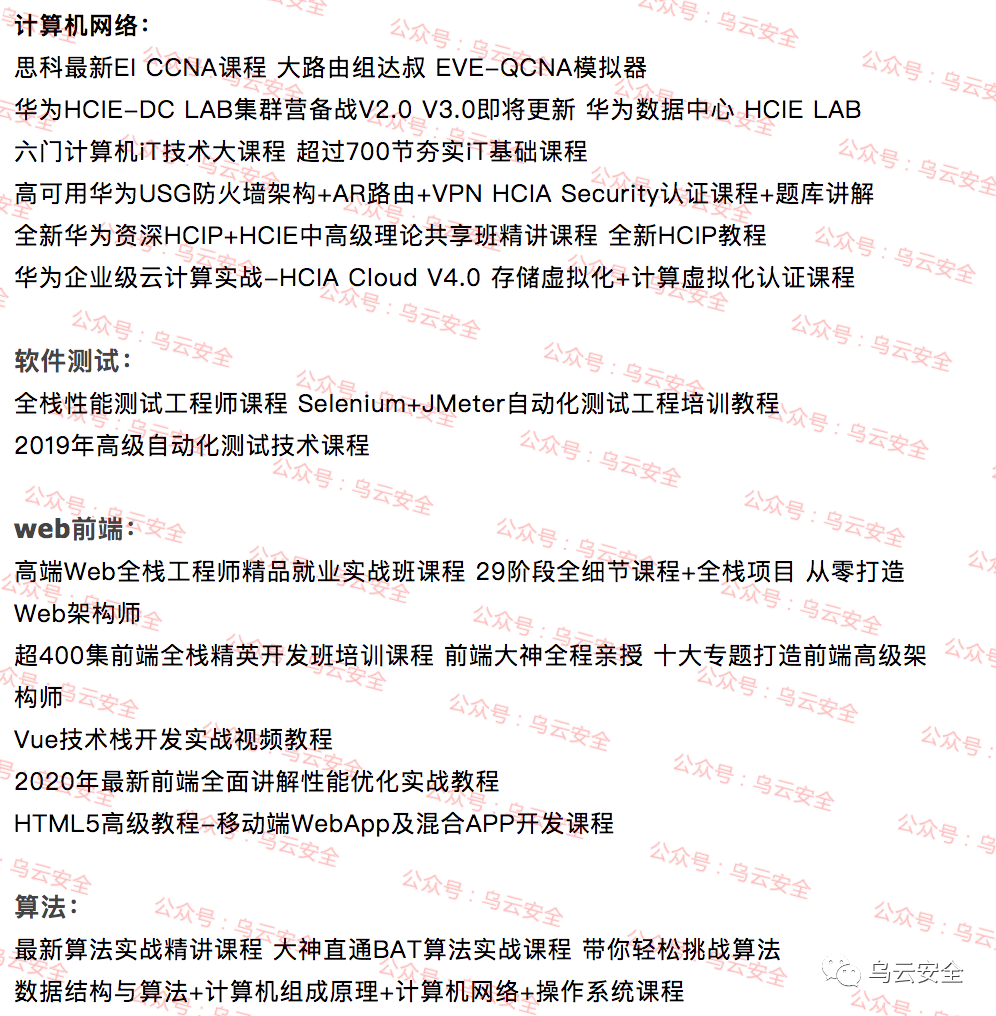 计算机网络：
思科最新EI CCNA课程 大路由组达叔 EVE-QCNA模拟器
华为HCIE-DC LAB集群营备战V2.0 V3.0即将更新 华为数据中心 HCIE LAB
六门计算机iT技术大课程 超过700节夯实iT基础课程
高可用华为USG防火墙架构+AR路由+VPN HCIA Security认证课程+题库讲解
全新华为资深HCIP+HCIE中高级理论共享班精讲课程 全新HCIP教程
华为企业级云计算实战-HCIA Cloud V4.0 存储虚拟化+计算虚拟化认证课程
软件测试：
全栈性能测试工程师课程 Selenium+JMeter自动化测试工程培训教程
2019年高级自动化测试技术课程
web前端：
高端Web全栈工程师精品就业实战班课程 29阶段全细节课程+全栈项目 从零打造
Web架构师
超400集前端全栈精英开发班培训课程 前端大神全程亲授 十大专题打造前端高级架
构师
Vue技术栈开发实战视频教程
2020年最新前端全面讲解性能优化实战教程
HTML5高级教程-移动端WebApp及混合APP开发课程
算法：
最新算法实战精讲课程 大神直通BAT算法实战课程 带你轻松挑战算法
数据结构与算法+计算机组成原理+计算机网络+操作系统课程
乌云安全
公众号：乌云安全